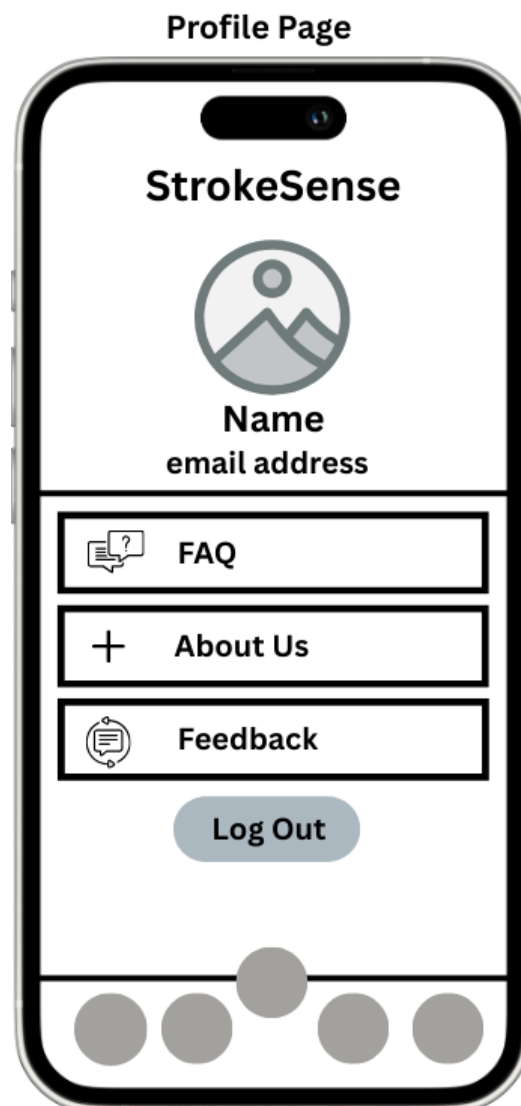 Profile Page
StrokeSense
Name
email address
?
FAQ
About Us
Feedback
Log Out